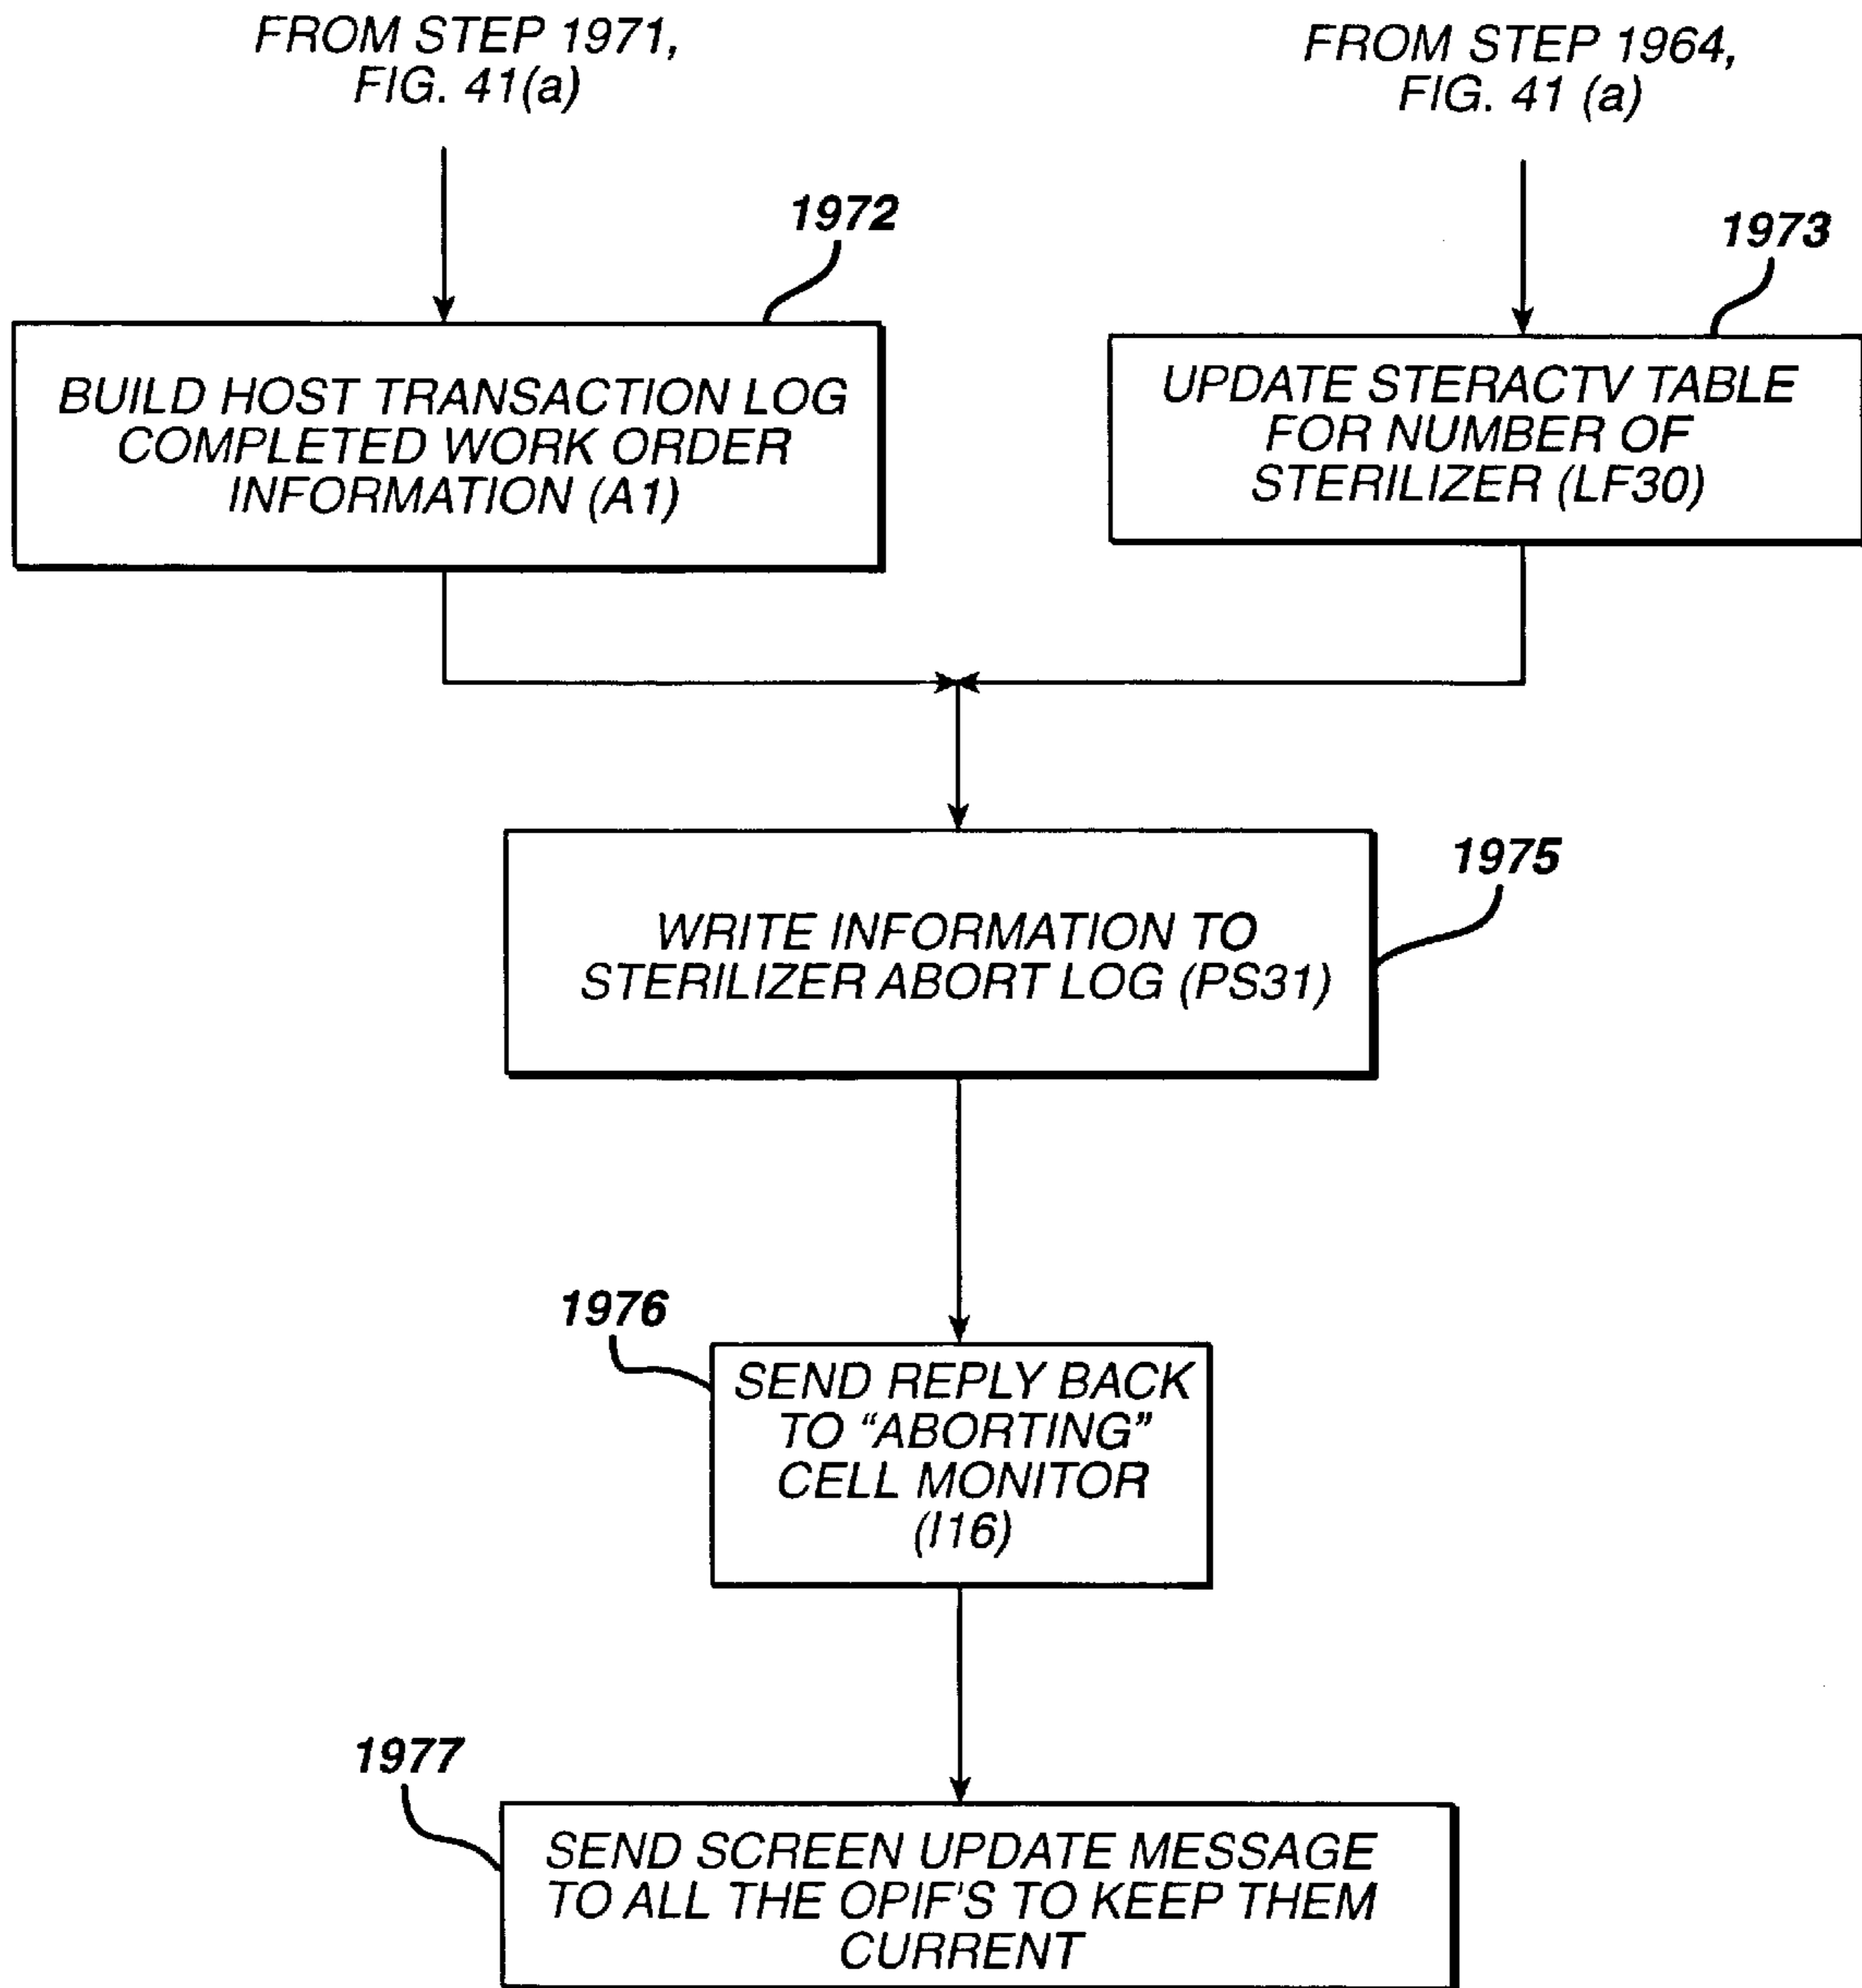 FROM STEP 1971,
FIG. 41(a)
FROM STEP 1964,
FIG. 41 (a)
1972
1973
BUILD HOST TRANSACTION LOG
COMPLETED WORK ORDER
INFORMATION (A1)
UPDATE STERACTV TABLE
FOR NUMBER OF
STERILIZER (LF30)
1975
WRITE INFORMATION TO
STERILIZER ABORT LOG (PS31)
1976
SEND REPLY BACK
TO “ABORTING”
CELL MONITOR
(I16)
1977
SEND SCREEN UPDATE MESSAGE
TO ALL THE OPIF'S TO KEEP THEM
CURRENT